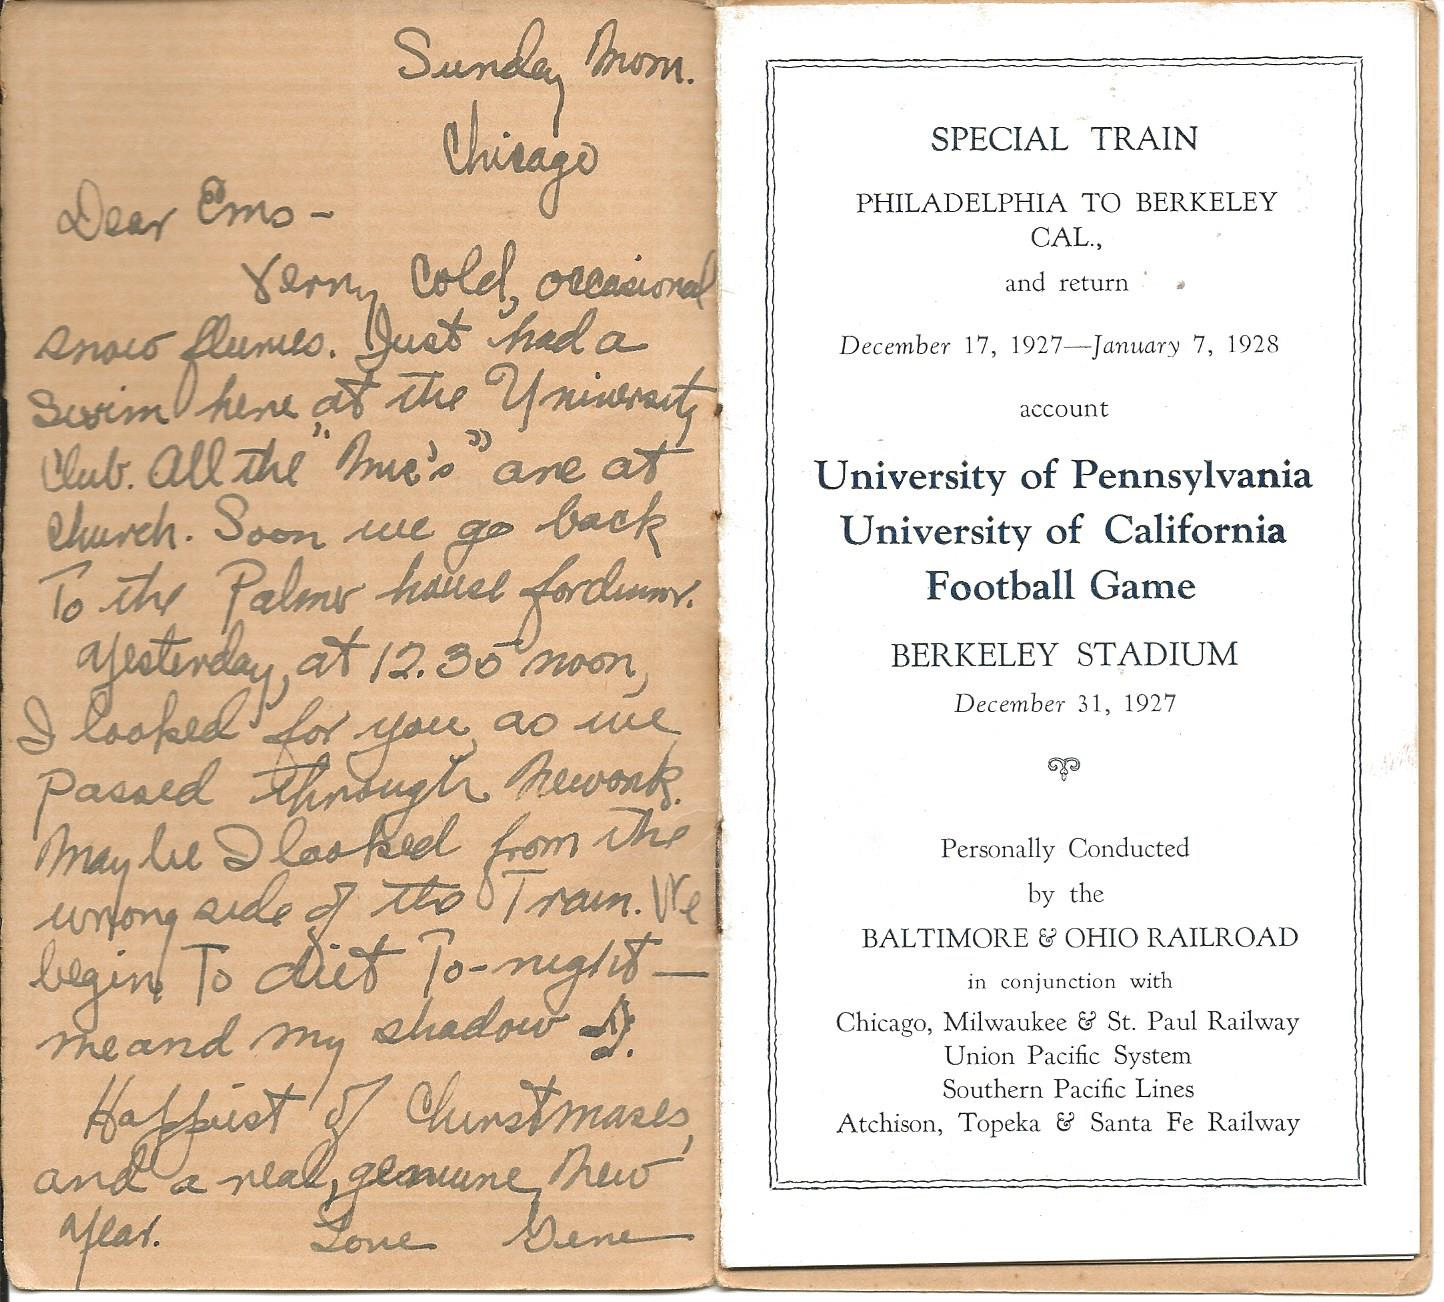 Sunday Morn.
Chicago
Dear Ems –
Very Cold, occasional
snow flurries. Just had a
swim here at the University
Club. All the "Mic's" are at
Church. Soon we go back
To the Palmer house for dinner.
Yesterday, at 12.35 noon,
I looked for you, as we
passed through Newark.
Maybe I looked from the
wrong side of the Train. We
begin To diet To-night —
me and my shadow ♪.
Happiest of Christmases,
and a real, genuine, New
Year. Love Gene
SPECIAL TRAIN
PHILADELPHIA TO BERKELEY
CAL.,
and return
December 17, 1927—January 7, 1928
account
University of Pennsylvania
University of California
Football Game
BERKELEY STADIUM
December 31, 1927
Personally Conducted
by the
BALTIMORE & OHIO RAILROAD
in conjunction with
Chicago, Milwaukee & St. Paul Railway
Union Pacific System
Southern Pacific Lines
Atchison, Topeka & Santa Fe Railway